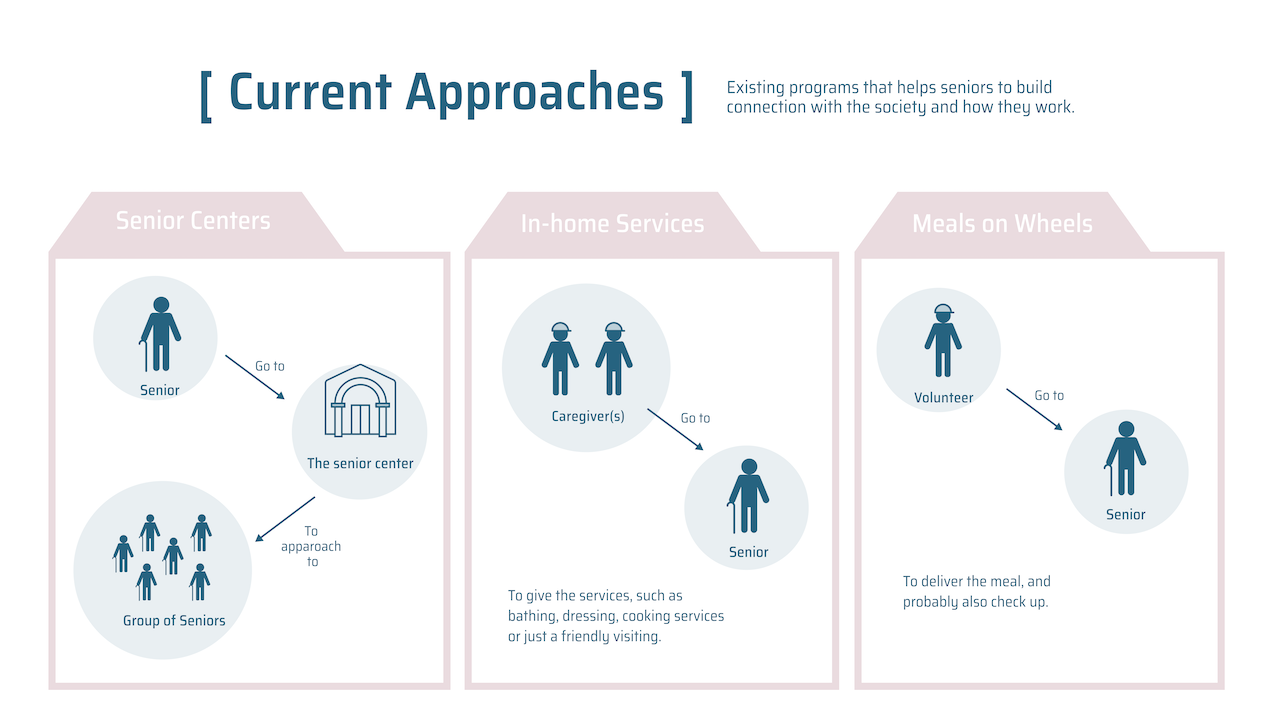 [ Current Approaches ]
Existing programs that helps seniors to build
connection with the society and how they work.
Senior Centers
Senior
Go to
The senior center
To
apparoach
to
Group of Seniors
In-home Services
Caregiver(s)
Go to
Senior
To give the services, such as
bathing, dressing, cooking services
or just a friendly visiting.
Meals on Wheels
Volunteer
Go to
Senior
To deliver the meal, and
probably also check up.